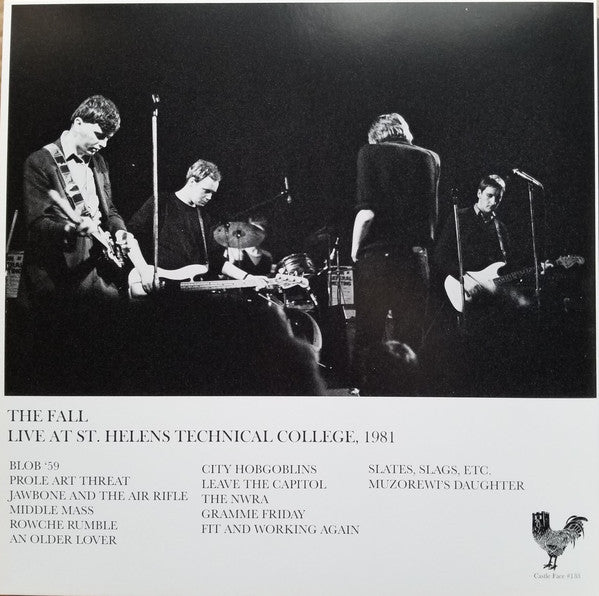 THE FALL
LIVE AT ST. HELENS TECHNICAL COLLEGE, 1981
BLOB '59
PROLE ART THREAT
JAWBONE AND THE AIR RIFLE
MIDDLE MASS
ROWCHE RUMBLE
AN OLDER LOVER
CITY HOBGOBLINS
LEAVE THE CAPITOL
THE NWRA
GRAMME FRIDAY
FIT AND WORKING AGAIN
SLATES, SLAGS, ETC.
MUZOREWI'S DAUGHTER
Castle Face #133